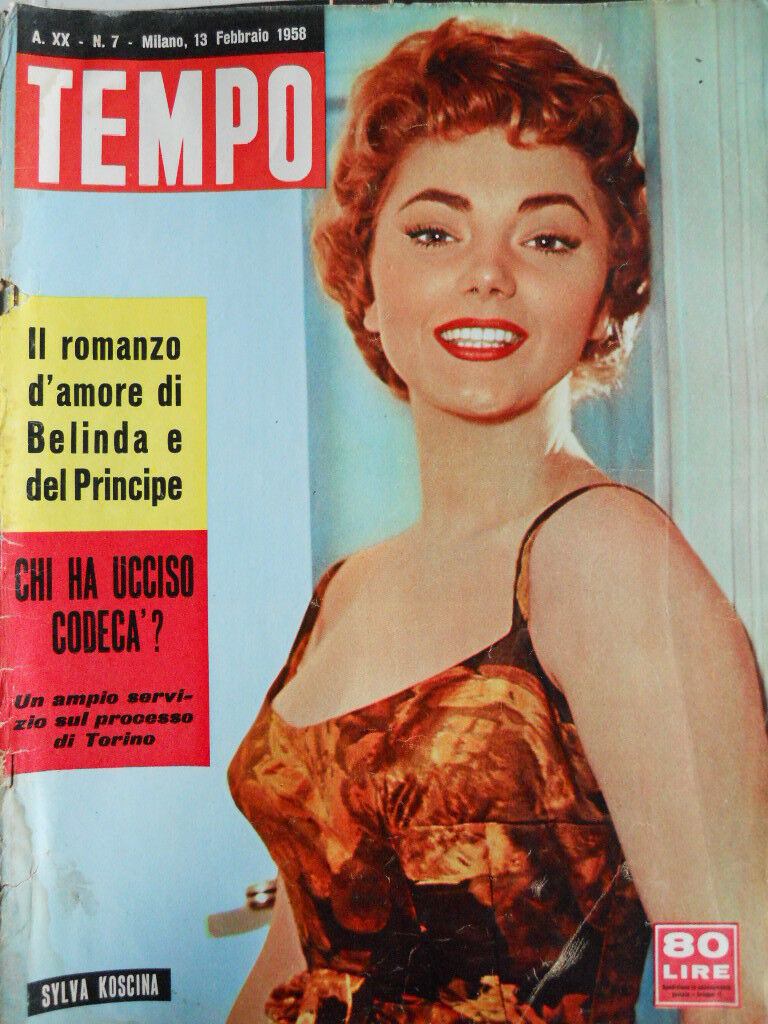 A. XX - N. 7 - Milano, 13 Febbraio 1958
TEMPO
Il romanzo
d'amore di
Belinda e
del Principe
CHI HA UCCISO
CODECA'?
Un ampio servi-
zio sul processo
di Torino
SYLVA KOSCINA
80
LIRE